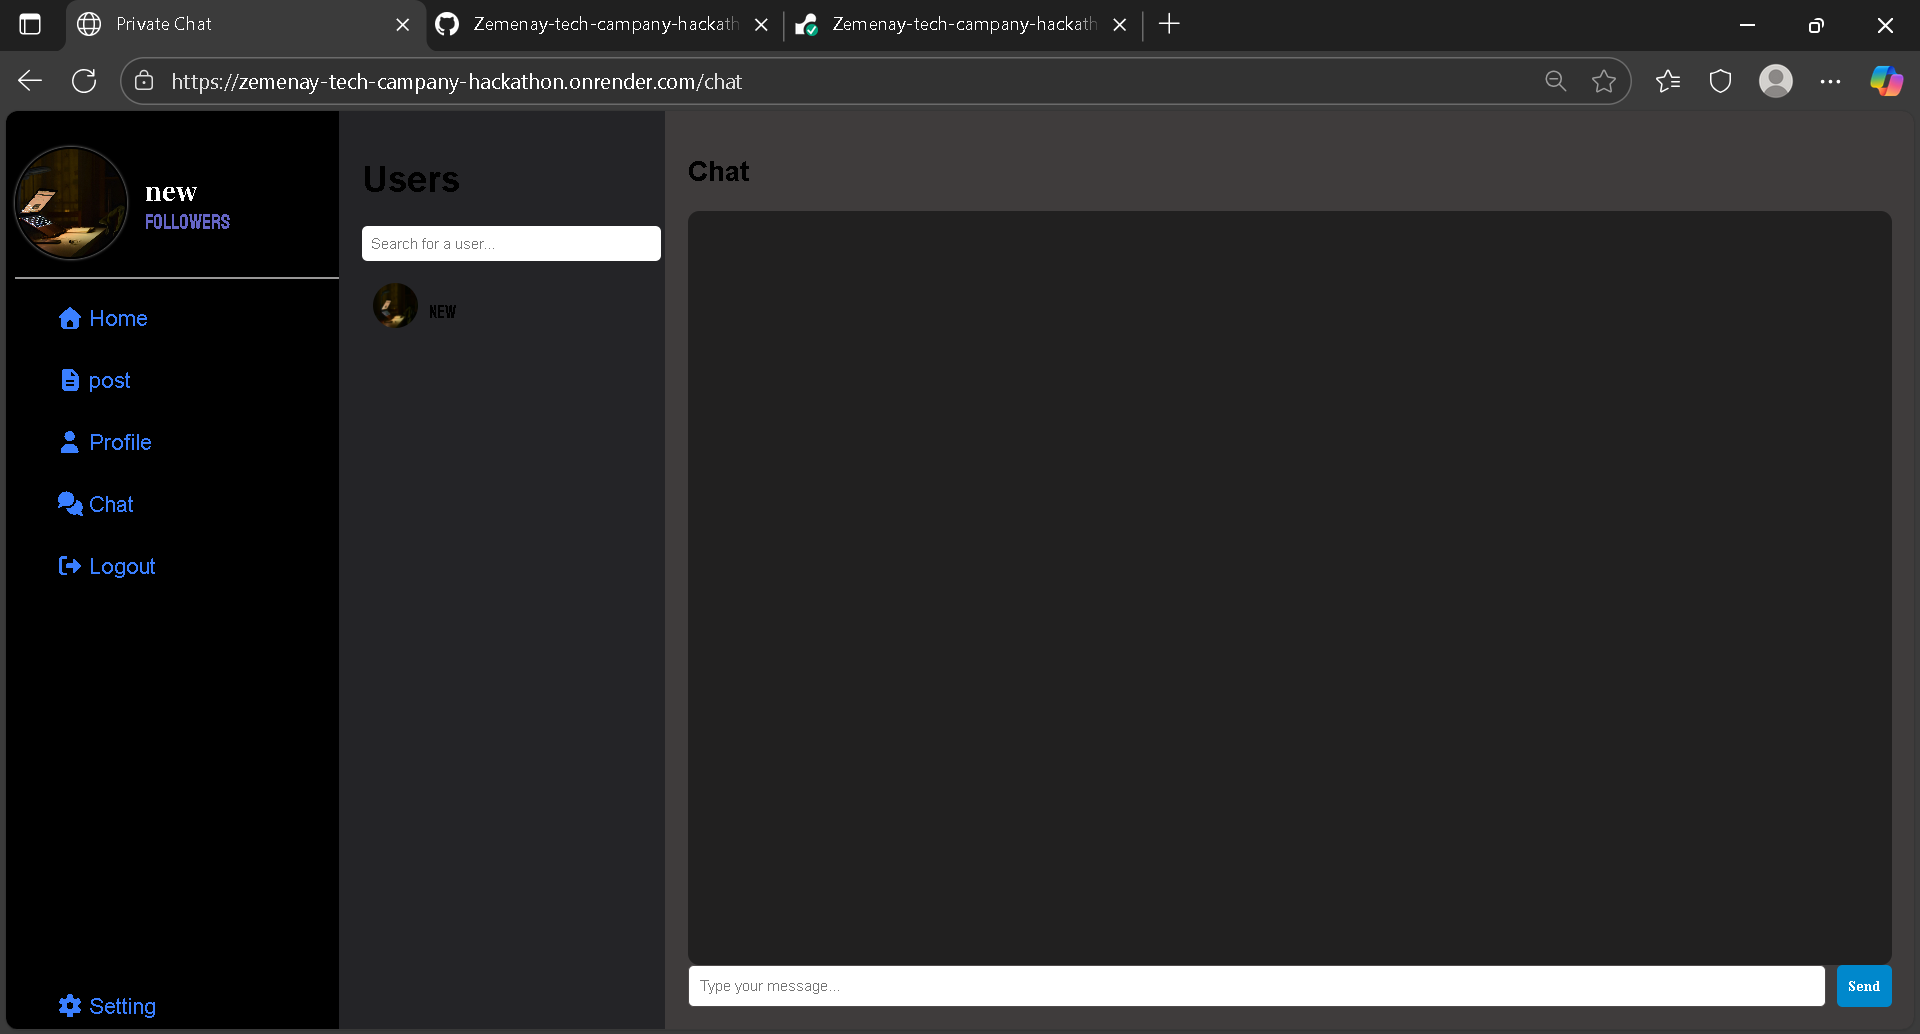 Private Chat
Zemenay-tech-campany-hackath
Zemenay-tech-campany-hackath
https://zemenay-tech-campany-hackathon.onrender.com/chat
new
FOLLOWERS
Home
post
Profile
Chat
Logout
Setting
Users
Search for a user...
NEW
Chat
Type your message...
Send